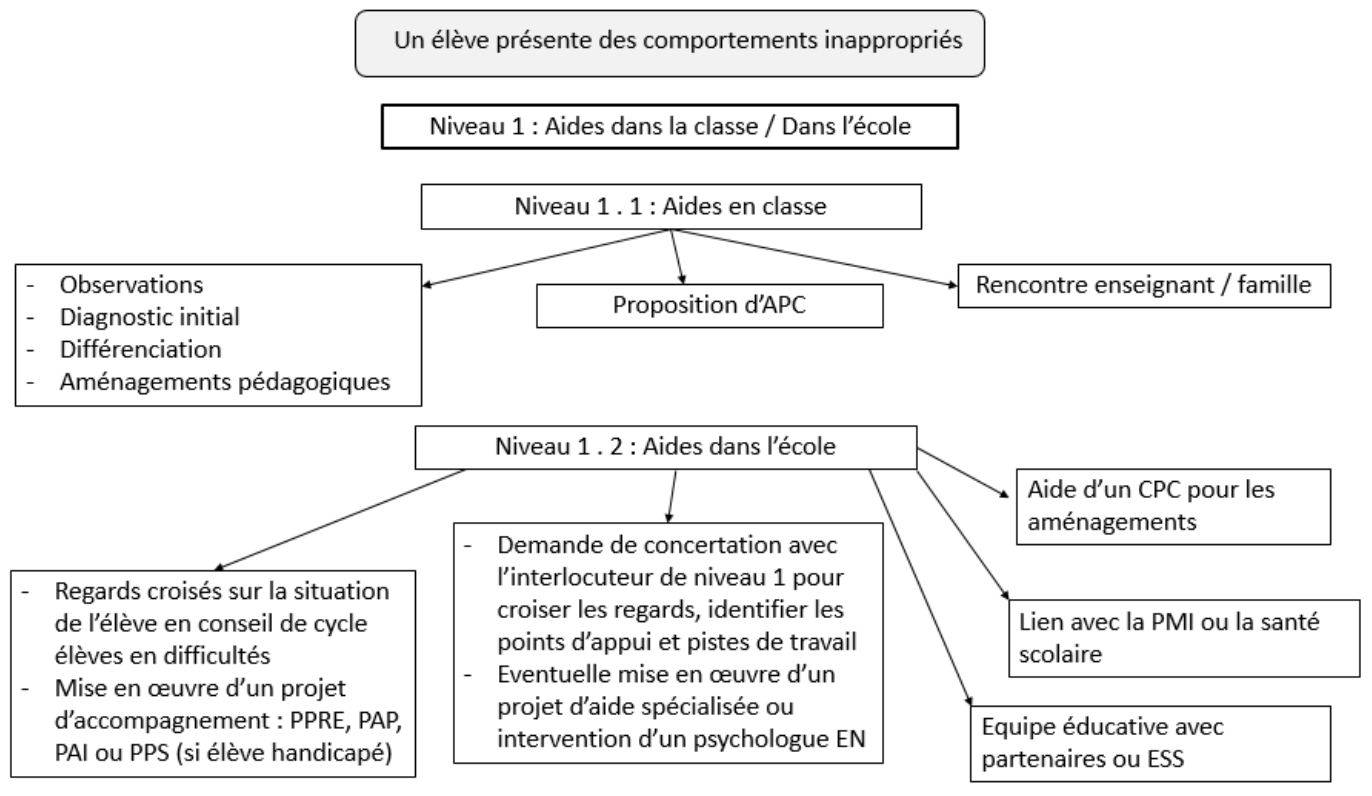 Un élève présente des comportements inappropriés
Niveau 1 : Aides dans la classe / Dans l'école
Niveau 1 . 1 : Aides en classe
- Observations
- Diagnostic initial
- Différenciation
- Aménagements pédagogiques
Proposition d'APC
Rencontre enseignant / famille
Niveau 1 . 2 : Aides dans l'école
- Regards croisés sur la situation
de l'élève en conseil de cycle
élèves en difficultés
- Mise en œuvre d'un projet
d'accompagnement : PPRE, PAP,
PAI ou PPS (si élève handicapé)
- Demande de concertation avec
l'interlocuteur de niveau 1 pour
croiser les regards, identifier les
points d'appui et pistes de travail
- Eventuelle mise en œuvre d'un
projet d'aide spécialisée ou
intervention d'un psychologue EN
Aide d'un CPC pour les
aménagements
Lien avec la PMI ou la santé
scolaire
Equipe éducative avec
partenaires ou ESS